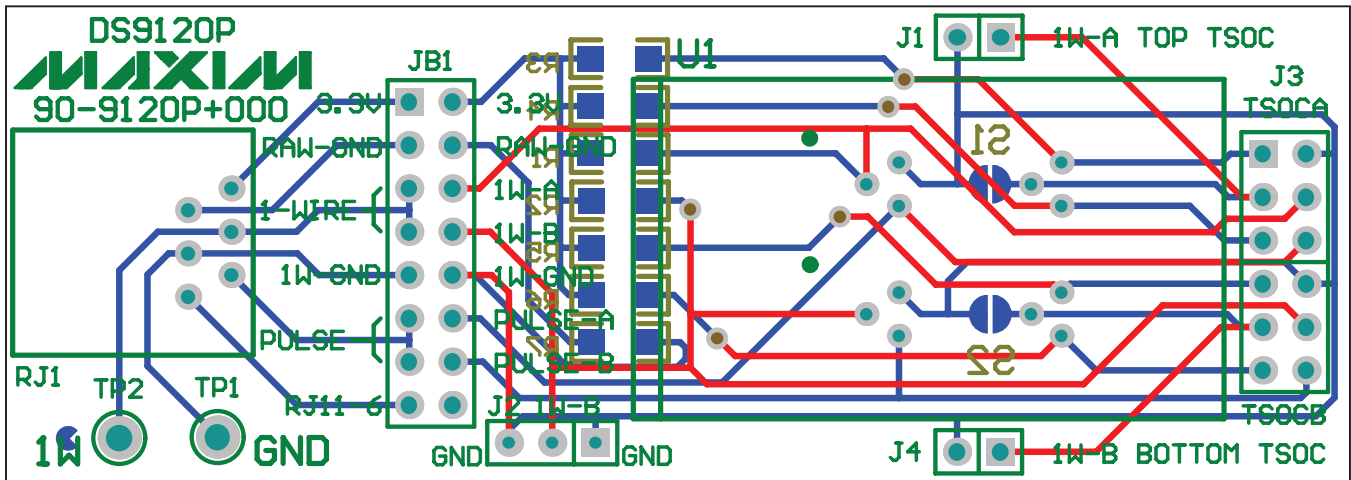 DS9120P
MAXIM
90-9120P+000
JB1
U1
J1
1W-A TOP TSOC
J3
TSOCA
3.3V
3.3V
RAW-GND
RAW-GND
1W-A
1-WIRE
1W-B
1W-GND
1W-GND
PULSE-A
PULSE
PULSE-B
RJ11-6
R3
R4
R1
R2
R5
R6
R7
S1
S2
RJ1
TP2
TP1
1W
GND
J2 1W-B
GND
GND
TSOCB
J4
1W-B BOTTOM TSOC